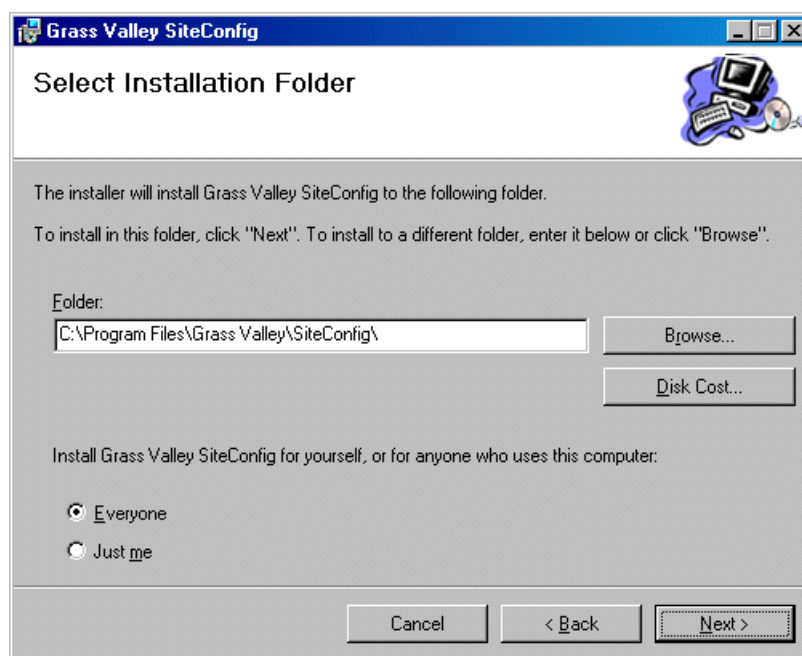 Grass Valley SiteConfig
Select Installation Folder
The installer will install Grass Valley SiteConfig to the following folder.
To install in this folder, click "Next". To install to a different folder, enter it below or click "Browse".
Folder:
C:\Program Files\Grass Valley\SiteConfig\
Browse...
Disk Cost...
Install Grass Valley SiteConfig for yourself, or for anyone who uses this computer:
Everyone
Just me
Cancel
< Back
Next >